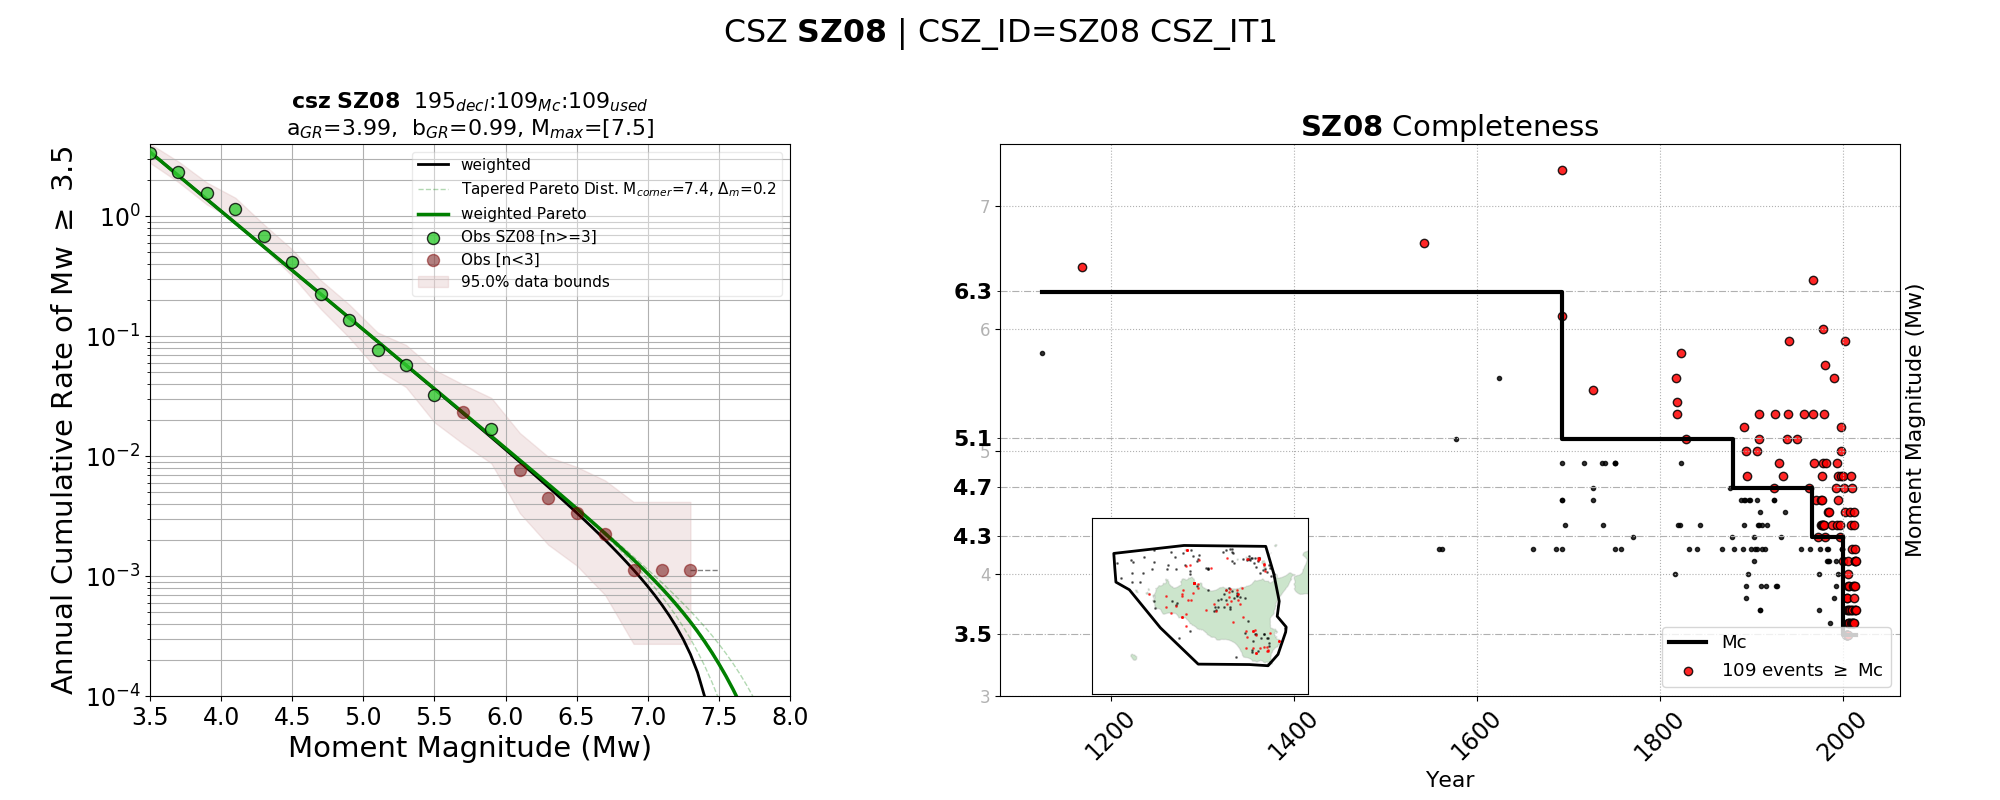 CSZ SZ08 | CSZ_ID=SZ08 CSZ_IT1
csz SZ08 195decl:109Mc:109used
aGR=3.99, bGR=0.99, Mmax=[7.5]
Annual Cumulative Rate of Mw ≥ 3.5
10⁰
10⁻¹
10⁻²
10⁻³
10⁻⁴
weighted
Tapered Pareto Dist. Mcorner=7.4, Δm=0.2
weighted Pareto
Obs SZ08 [n>=3]
Obs [n<3]
95.0% data bounds
3.5 4.0 4.5 5.0 5.5 6.0 6.5 7.0 7.5 8.0
Moment Magnitude (Mw)
SZ08 Completeness
7
6.3
6
5.1
5
4.7
4.3
4
3.5
3
Mc
109 events ≥ Mc
Moment Magnitude (Mw)
1200 1400 1600 1800 2000
Year